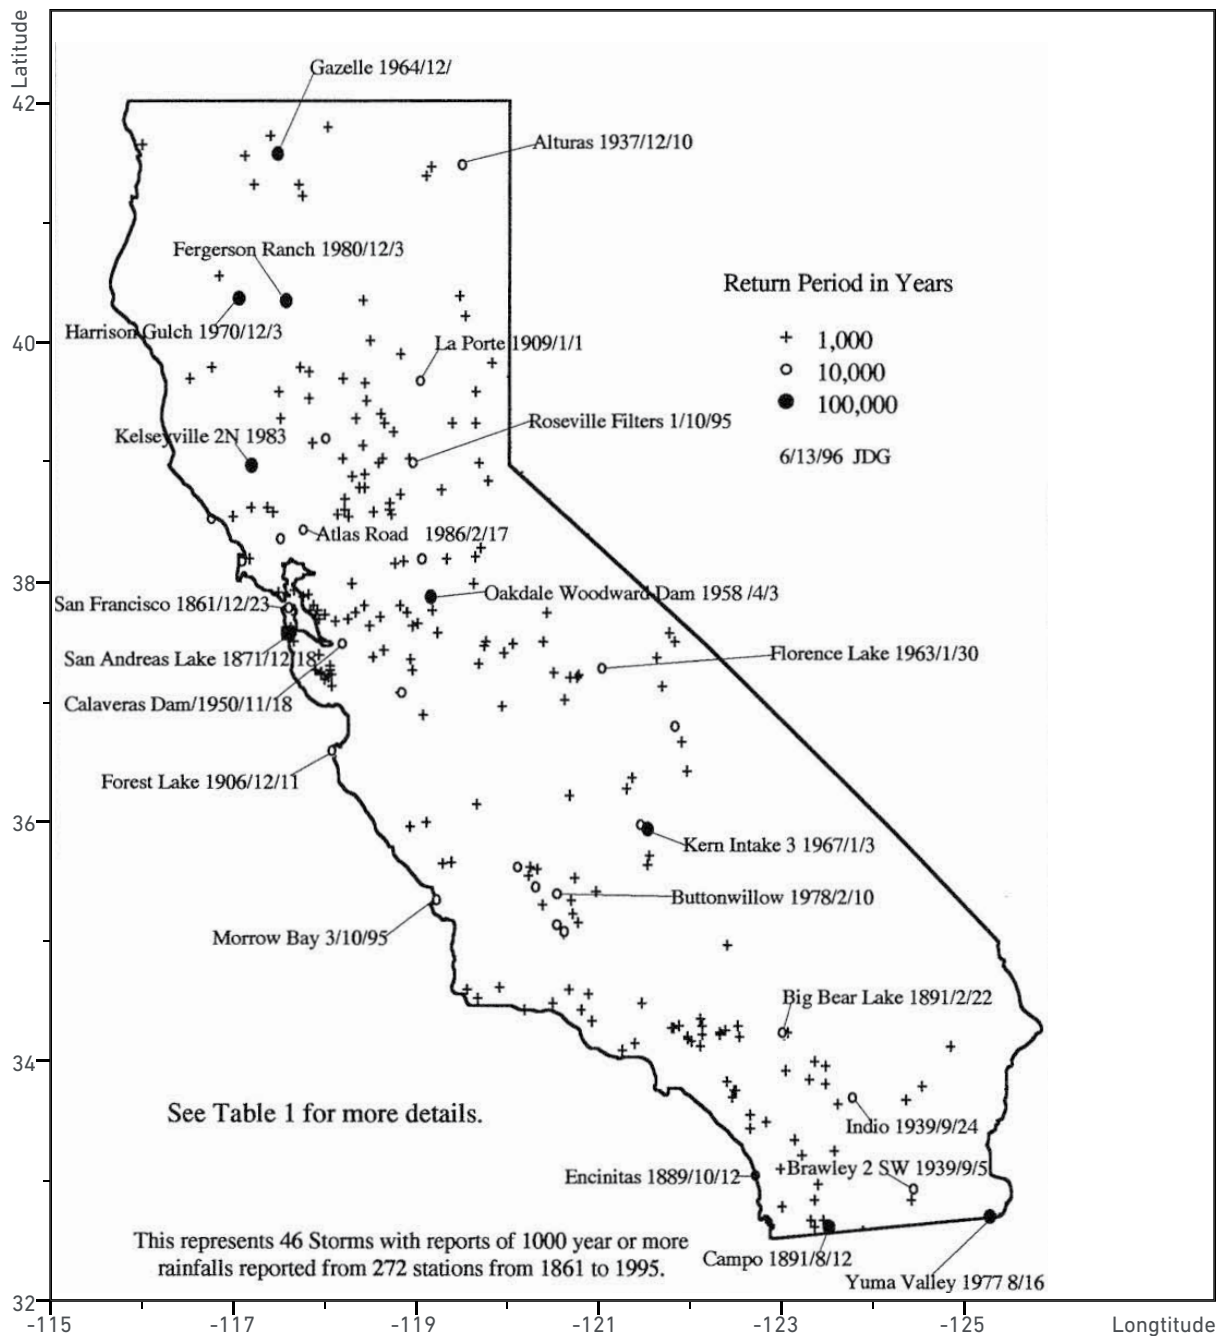 Latitude
Gazelle 1964/12/
42
Alturas 1937/12/10
Fergerson Ranch 1980/12/3
Return Period in Years
Harrison Gulch 1970/12/3
40
La Porte 1909/1/1
+ 1,000
10,000
100,000
Roseville Filters 1/10/95
Kelseyville 2N 1983
6/13/96 JDG
Atlas Road 1986/2/17
38
Oakdale Woodward Dam 1958 /4/3
San Francisco 1861/12/23
San Andreas Lake 1871/12/18
Florence Lake 1963/1/30
Calaveras Dam/1950/11/18
Forest Lake 1906/12/11
36
Kern Intake 3 1967/1/3
Buttonwillow 1978/2/10
Morrow Bay 3/10/95
Big Bear Lake 1891/2/22
34
See Table 1 for more details.
Indio 1939/9/24
Encinitas 1889/10/12
Brawley 2 SW 1939/9/5
This represents 46 Storms with reports of 1000 year or more
rainfalls reported from 272 stations from 1861 to 1995.
Campo 1891/8/12
Yuma Valley 1977 8/16
32
-115 -117 -119 -121 -123 -125 Longtitude